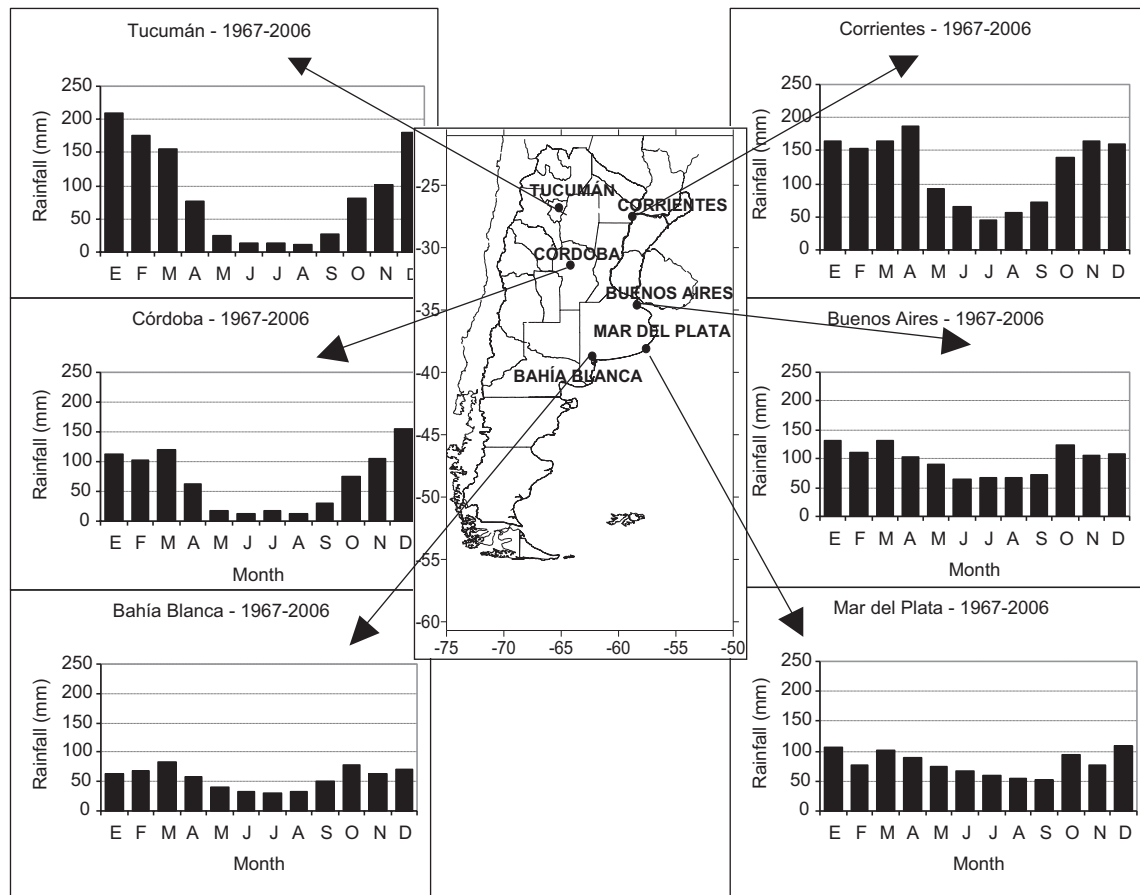 Tucumán - 1967-2006
Rainfall (mm)
250
200
150
100
50
0
E F M A M J J A S O N D
Corrientes - 1967-2006
Rainfall (mm)
250
200
150
100
50
0
E F M A M J J A S O N D
Córdoba - 1967-2006
Rainfall (mm)
250
200
150
100
50
0
E F M A M J J A S O N D
Month
-25
-30
-35
-40
-45
-50
-55
-60
-75 -70 -65 -60 -55 -50
TUCUMÁN
CORRIENTES
CÓRDOBA
BUENOS AIRES
MAR DEL PLATA
BAHÍA BLANCA
Buenos Aires - 1967-2006
Rainfall (mm)
250
200
150
100
50
0
E F M A M J J A S O N D
Month
Bahía Blanca - 1967-2006
Rainfall (mm)
250
200
150
100
50
0
E F M A M J J A S O N D
Month
Mar del Plata - 1967-2006
Rainfall (mm)
250
200
150
100
50
0
E F M A M J J A S O N D
Month